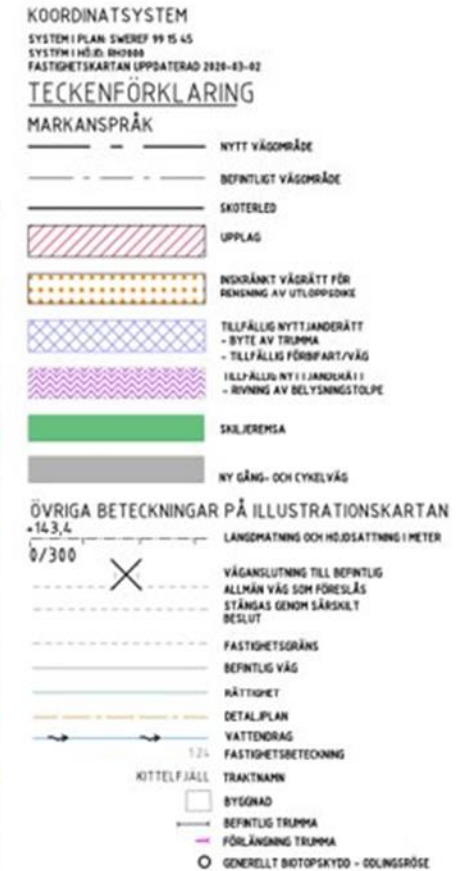 KOORDINATSYSTEM
SYSTEM I PLAN: SWEREF 99 15 45
SYSTEM I HÖJD: RH2000
FASTIGHETSKARTAN UPPDATERAD 2020-03-02
TECKENFÖRKLARING
MARKANSPRÅK
NYTT VÄGOMRÅDE
BEFINTLIGT VÄGOMRÅDE
SKOTERLED
UPPLAG
INSKRÄNKT VÄGRÄTT FÖR
RENSNING AV UTLOPPSDIKE
TILLFÄLLIG NYTTJANDERÄTT
- BYTE AV TRUMMA
- TILLFÄLLIG FÖRBIFART/VÄG
TILLFÄLLIG NYTTJANDERÄTT
- RIVNING AV BELYSNINGSTOLPE
SKILJEREMSA
NY GÅNG- OCH CYKELVÄG
ÖVRIGA BETECKNINGAR PÅ ILLUSTRATIONSKARTAN
+143,4
LÄNGDMÄTNING OCH HÖJDSÄTTNING I METER
0/300
VÄGANSLUTNING TILL BEFINTLIG
ALLMÄN VÄG SOM FÖRESLÅS
STÄNGAS GENOM SÄRSKILT
BESLUT
FASTIGHETSGRÄNS
BEFINTLIG VÄG
RÄTTIGHET
DETALJPLAN
VATTENDRAG
1:24 FASTIGHETSBETECKNING
KITTELFJÄLL TRAKTNAMN
BYGGNAD
BEFINTLIG TRUMMA
FÖRLÄNGNING TRUMMA
GENERELLT BIOTOPSKYDD - ODLINGSRÖSE